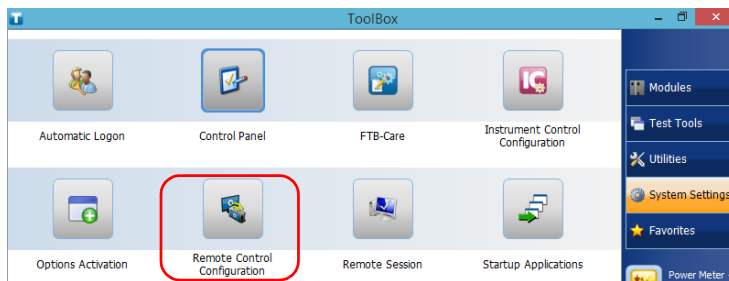 ToolBox
Automatic Logon
Control Panel
FTB-Care
Instrument Control
Configuration
Options Activation
Remote Control
Configuration
Remote Session
Startup Applications
Modules
Test Tools
Utilities
System Settings
Favorites
Power Meter